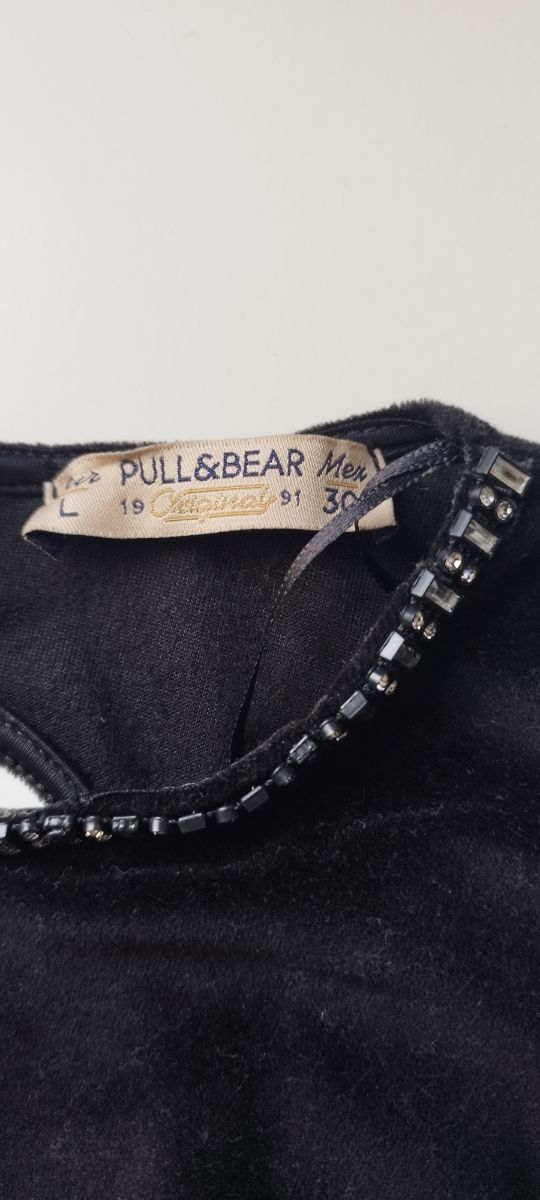 PULL&BEAR Mex
L 19 Original 91 30